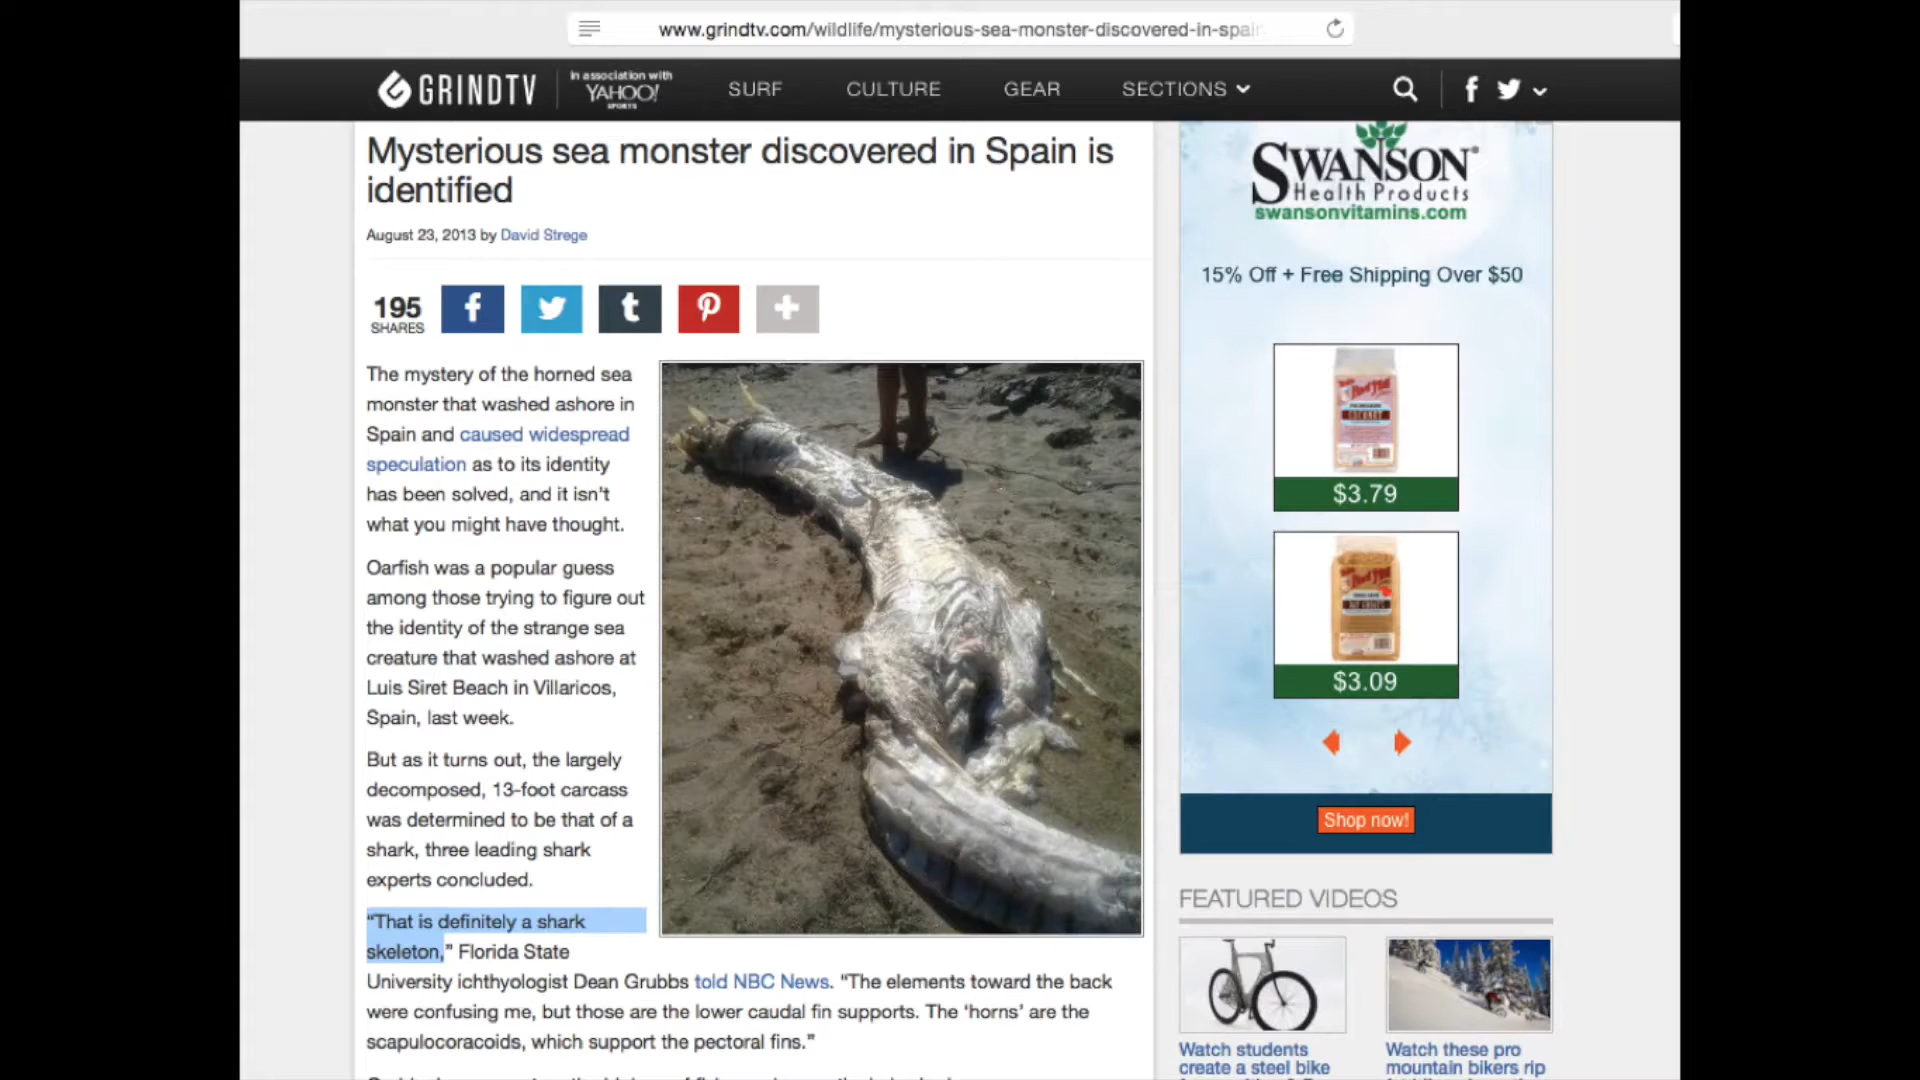 www.grindtv.com/wildlife/mysterious-sea-monster-discovered-in-spain
GRINDTV
In association with
YAHOO!
SPORTS
SURF
CULTURE
GEAR
SECTIONS
Mysterious sea monster discovered in Spain is
identified
August 23, 2013 by David Strege
195
SHARES
The mystery of the horned sea
monster that washed ashore in
Spain and caused widespread
speculation as to its identity
has been solved, and it isn't
what you might have thought.
Oarfish was a popular guess
among those trying to figure out
the identity of the strange sea
creature that washed ashore at
Luis Siret Beach in Villaricos,
Spain, last week.
But as it turns out, the largely
decomposed, 13-foot carcass
was determined to be that of a
shark, three leading shark
experts concluded.
“That is definitely a shark
skeleton,” Florida State
University ichthyologist Dean Grubbs told NBC News. “The elements toward the back
were confusing me, but those are the lower caudal fin supports. The ‘horns’ are the
scapulocoracoids, which support the pectoral fins.”
SWANSON
Health Products
swansonvitamins.com
15% Off + Free Shipping Over $50
$3.79
$3.09
Shop now!
FEATURED VIDEOS
Watch students
create a steel bike
Watch these pro
mountain bikers rip